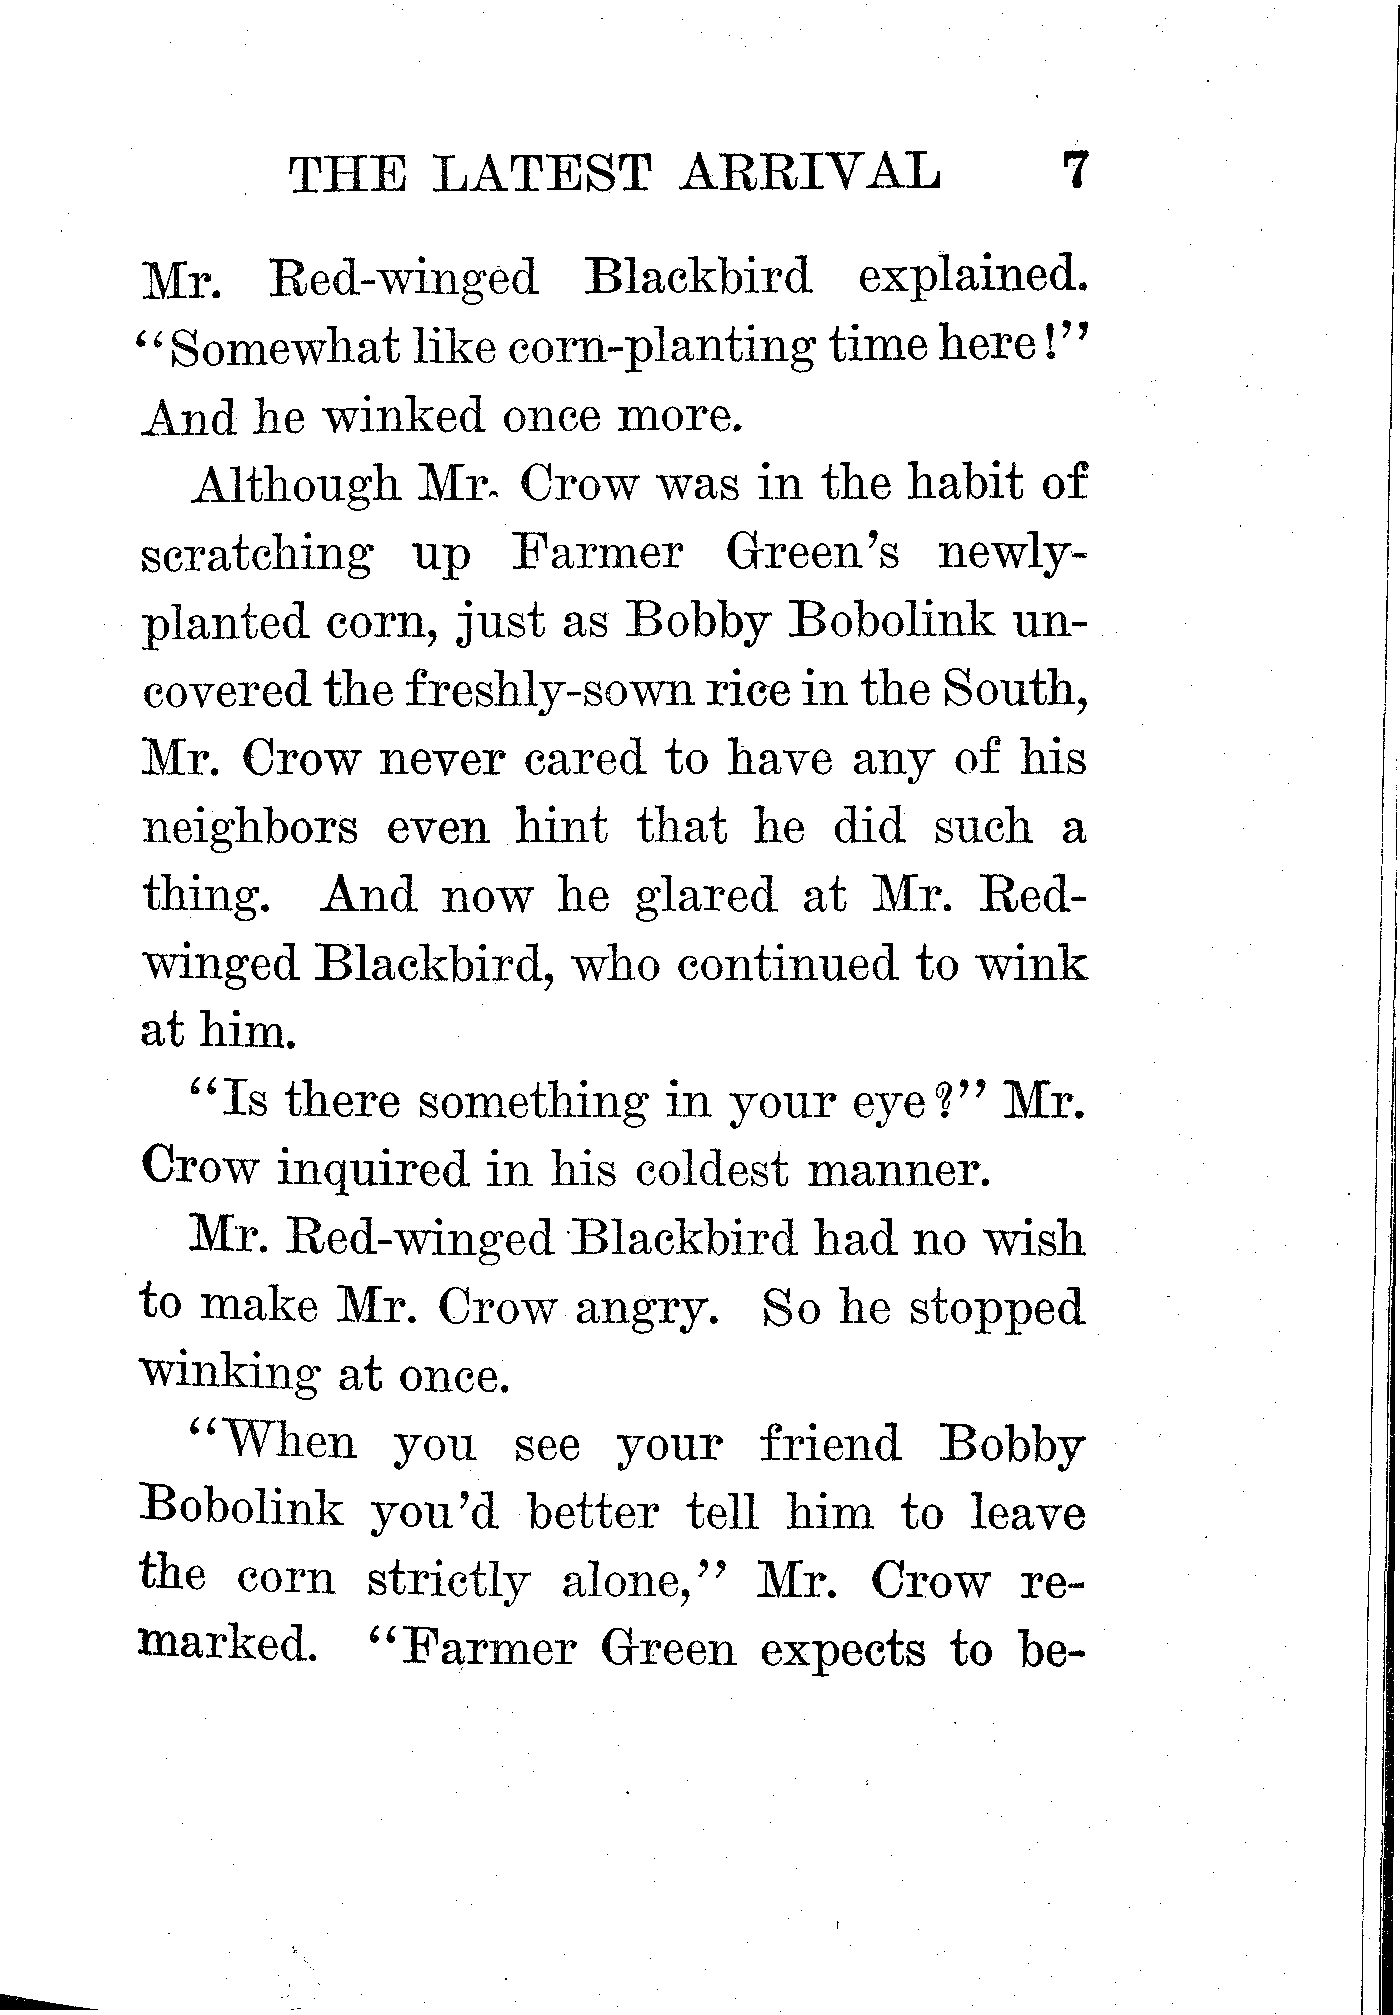 THE LATEST ARRIVAL 7
Mr. Red-winged Blackbird explained.
“Somewhat like corn-planting time here!”
And he winked once more.
Although Mr. Crow was in the habit of
scratching up Farmer Green’s newly-
planted corn, just as Bobby Bobolink un-
covered the freshly-sown rice in the South,
Mr. Crow never cared to have any of his
neighbors even hint that he did such a
thing. And now he glared at Mr. Red-
winged Blackbird, who continued to wink
at him.
“Is there something in your eye?” Mr.
Crow inquired in his coldest manner.
Mr. Red-winged Blackbird had no wish
to make Mr. Crow angry. So he stopped
winking at once.
“When you see your friend Bobby
Bobolink you’d better tell him to leave
the corn strictly alone,” Mr. Crow re-
marked. “Farmer Green expects to be-